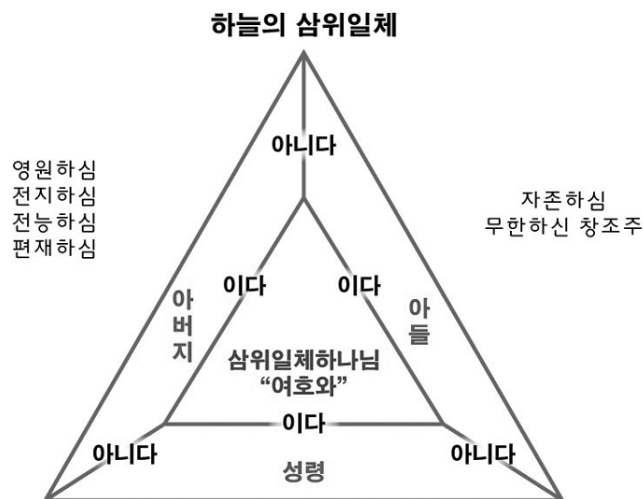 하늘의 삼위일체
아니다
영원하심
전지하심
전능하심
편재하심
자존하심
무한하신 창조주
이다
이다
아버지
아들
삼위일체하나님
“여호와”
이다
아니다
아니다
성령